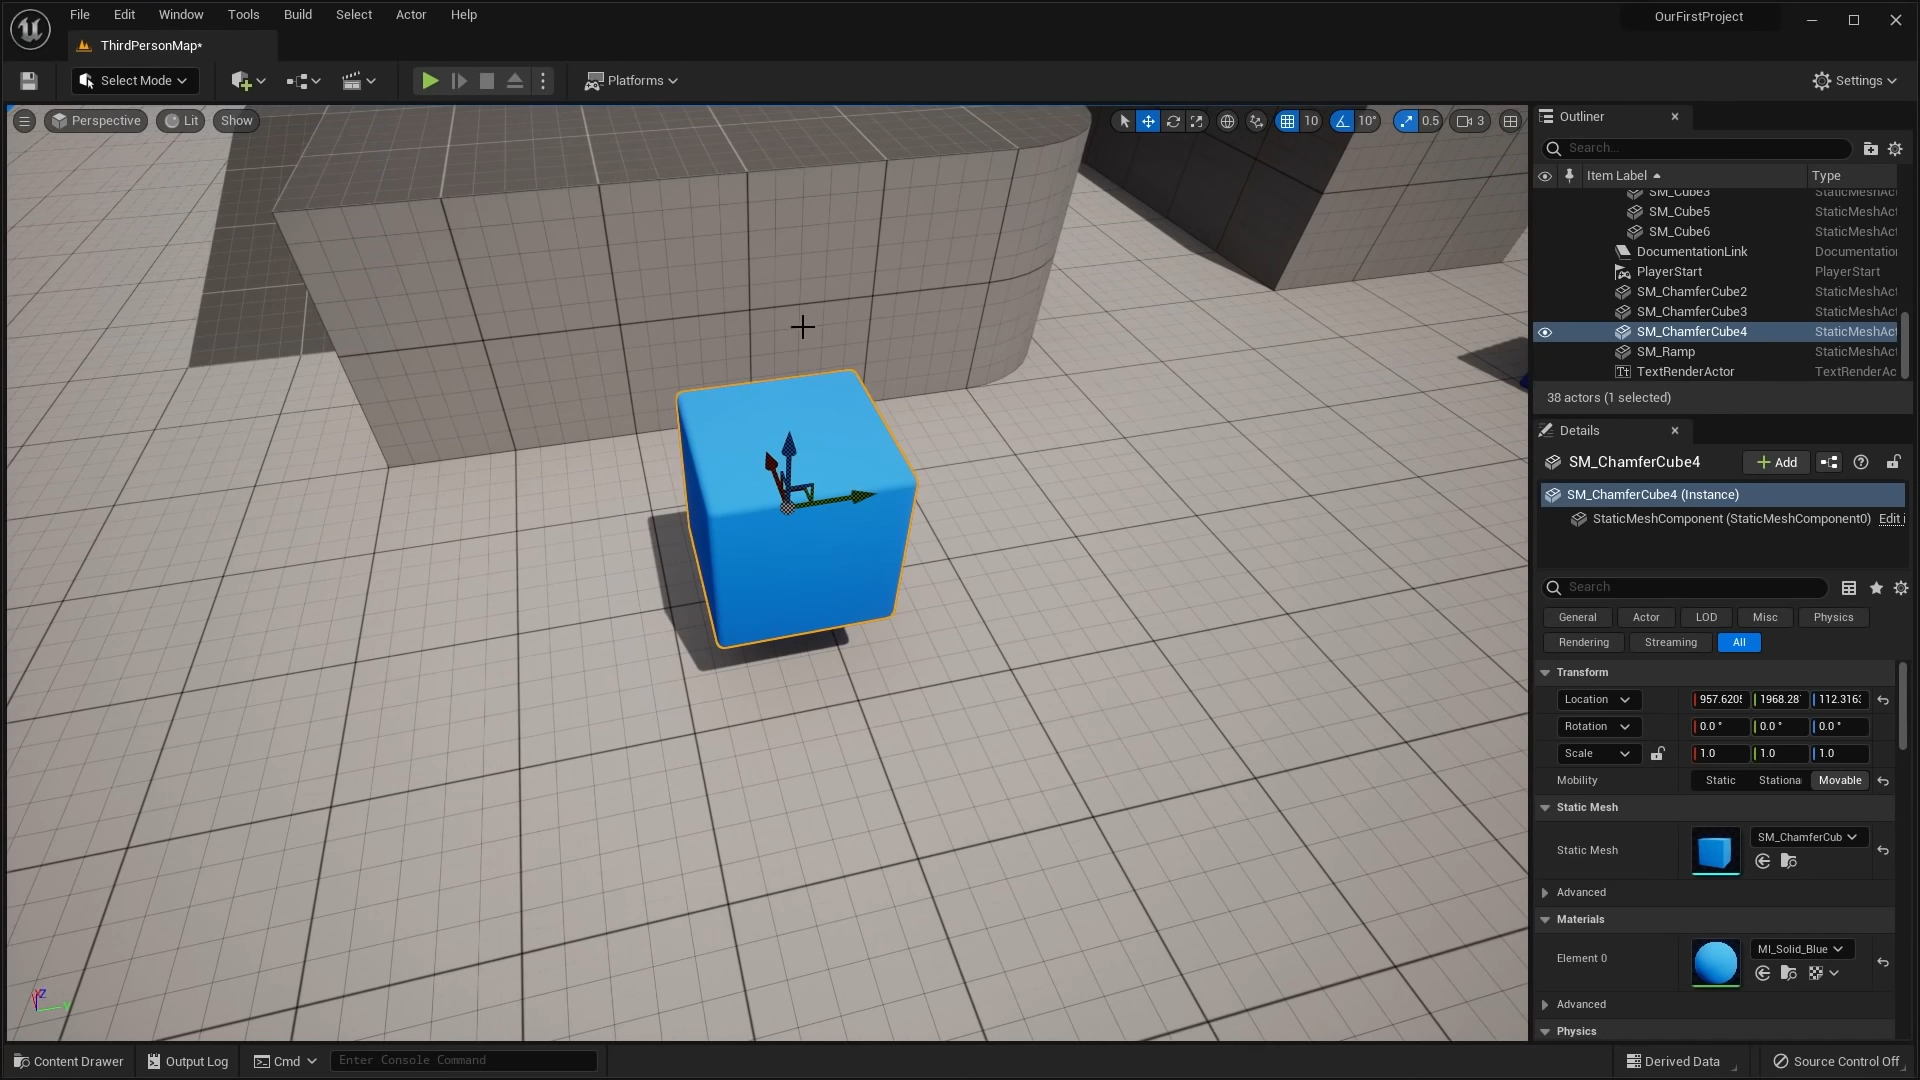 File Edit Window Tools Build Select Actor Help
OurFirstProject
ThirdPersonMap*
Select Mode
Platforms
Settings
Perspective Lit Show
10 10° 0.5 3
Outliner
Search...
Item Label Type
SM_Cube3 StaticMeshAct
SM_Cube5 StaticMeshAct
SM_Cube6 StaticMeshAct
DocumentationLink Documentation
PlayerStart PlayerStart
SM_ChamferCube2 StaticMeshAct
SM_ChamferCube3 StaticMeshAct
SM_ChamferCube4 StaticMeshAct
SM_Ramp StaticMeshAct
TextRenderActor TextRenderAc
38 actors (1 selected)
Details
SM_ChamferCube4 + Add
SM_ChamferCube4 (Instance)
StaticMeshComponent (StaticMeshComponent0) Edit i
Search
General Actor LOD Misc Physics
Rendering Streaming All
Transform
Location 957.620 1968.28 112.316
Rotation 0.0° 0.0° 0.0°
Scale 1.0 1.0 1.0
Mobility Static Stationa Movable
Static Mesh
SM_ChamferCub
Static Mesh
Advanced
Materials
MI_Solid_Blue
Element 0
Advanced
Physics
Z Y
Content Drawer Output Log Cmd Enter Console Command Derived Data Source Control Off